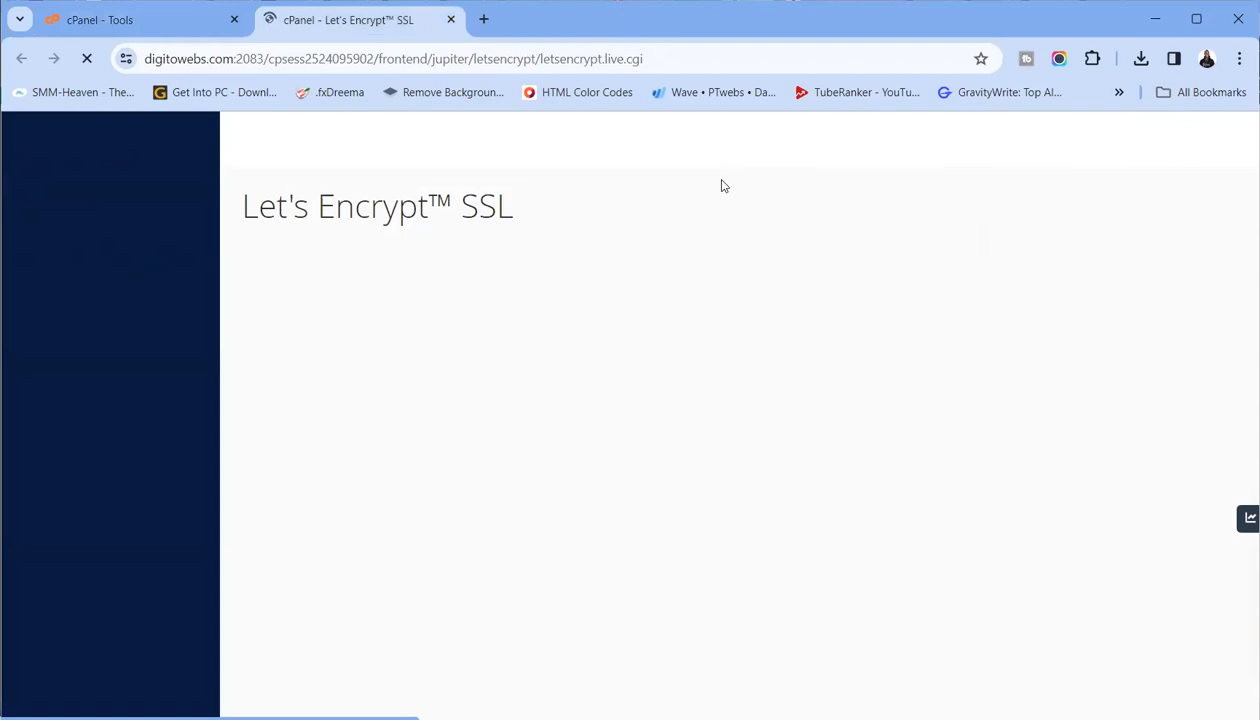 cPanel - Tools
cPanel - Let's Encrypt™ SSL
digitowebs.com:2083/cpsess2524095902/frontend/jupiter/letsencrypt/letsencrypt.live.cgi
SMM-Heaven - The...
Get Into PC - Downl...
.fxDreema
Remove Backgroun...
HTML Color Codes
Wave • PTwebs • Da...
TubeRanker - YouTu...
GravityWrite: Top AI...
All Bookmarks
Let's Encrypt™ SSL